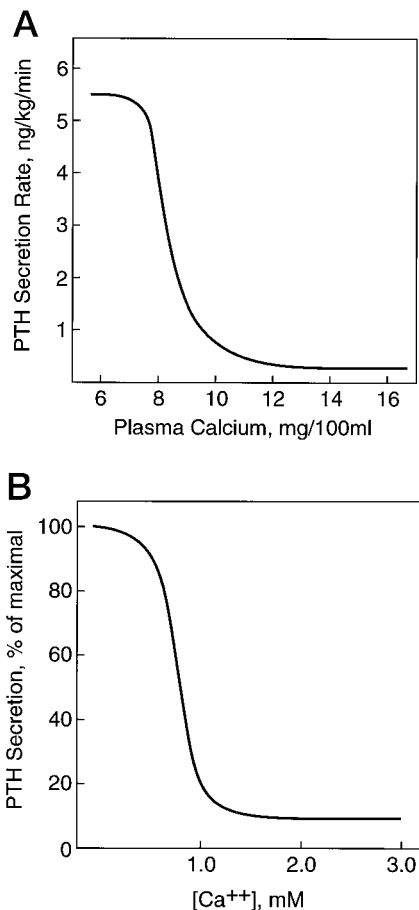 A
PTH Secretion Rate, ng/kg/min
6
5
4
3
2
1
6 8 10 12 14 16
Plasma Calcium, mg/100ml
B
PTH Secretion, % of maximal
100
80
60
40
20
0
1.0 2.0 3.0
[Ca++], mM